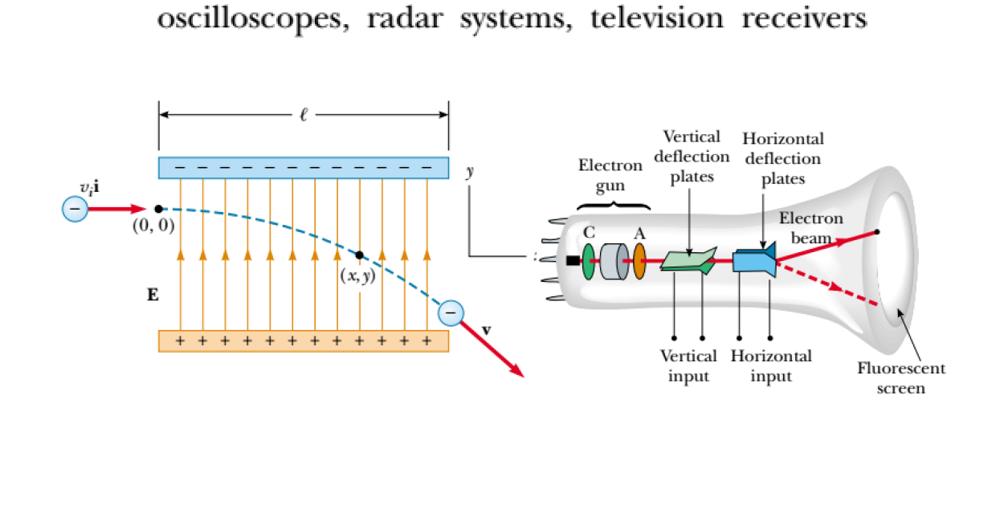 oscilloscopes, radar systems, television receivers
ℓ
− − − − − − − − − − − −
y
v_i i
−
(0, 0)
(x, y)
E
−
v
+ + + + + + + + + + + +
Vertical
deflection
plates
Horizontal
deflection
plates
Electron
gun
C
A
Electron
beam
Vertical
input
Horizontal
input
Fluorescent
screen